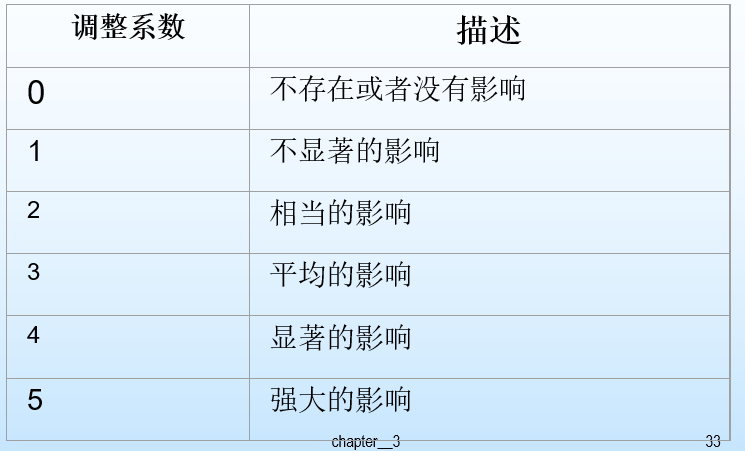 调整系数 描述
0 不存在或者没有影响
1 不显著的影响
2 相当的影响
3 平均的影响
4 显著的影响
5 强大的影响
chapter__3 33